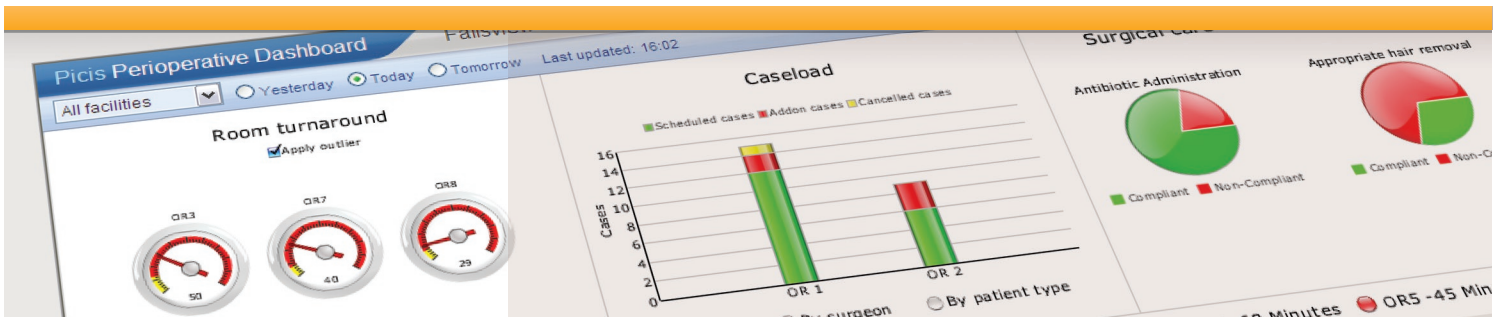 Picis Perioperative Dashboard
Last updated: 16:02
All facilities
Yesterday
Today
Tomorrow
Room turnaround
Apply outlier
OR3
50
OR7
40
OR8
29
Caseload
Scheduled cases
Addon cases
Cancelled cases
Cases
16
14
12
10
8
6
4
2
0
OR 1
OR 2
By surgeon
By patient type
Surgical
Antibiotic Administration
Compliant
Non-Compliant
Appropriate hair removal
Compliant
Minutes
OR5 -45